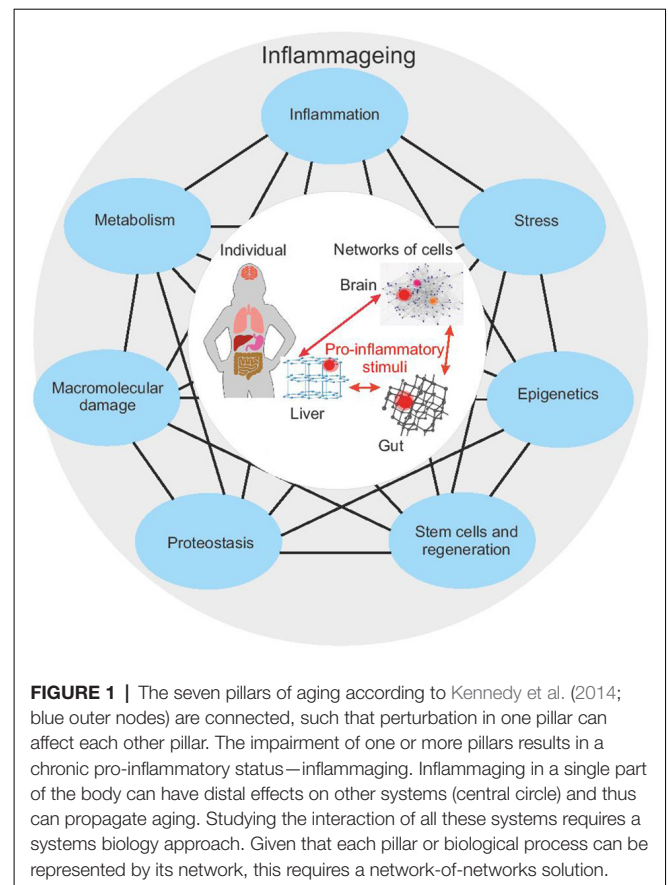 Inflammageing
Inflammation
Metabolism
Stress
Individual
Networks of cells
Brain
Pro-inflammatory
stimuli
Macromolecular
damage
Epigenetics
Liver
Gut
Proteostasis
Stem cells and
regeneration
FIGURE 1 | The seven pillars of aging according to Kennedy et al. (2014;
blue outer nodes) are connected, such that perturbation in one pillar can
affect each other pillar. The impairment of one or more pillars results in a
chronic pro-inflammatory status—inflammaging. Inflammaging in a single part
of the body can have distal effects on other systems (central circle) and thus
can propagate aging. Studying the interaction of all these systems requires a
systems biology approach. Given that each pillar or biological process can be
represented by its network, this requires a network-of-networks solution.